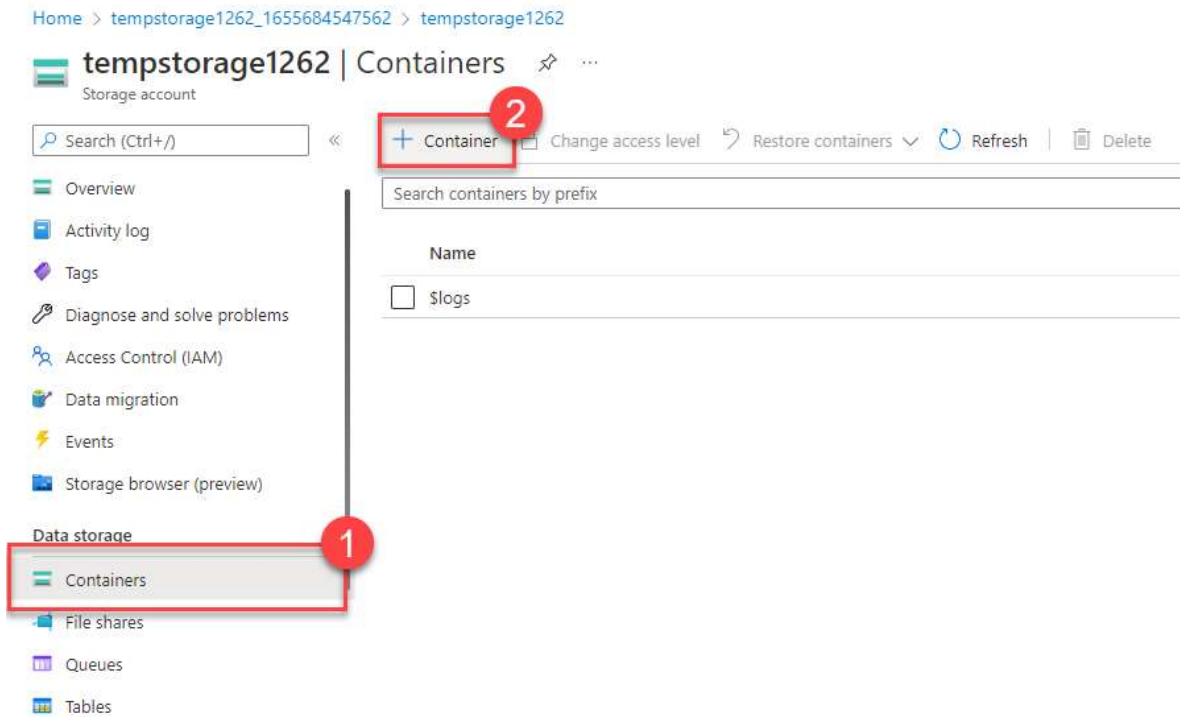 Home > tempstorage1262_1655684547562 > tempstorage1262
tempstorage1262 | Containers ...
Storage account
Search (Ctrl+/) «
2
+ Container Change access level Restore containers Refresh Delete
Search containers by prefix
Overview
Activity log
Tags
Diagnose and solve problems
Access Control (IAM)
Data migration
Events
Storage browser (preview)
Data storage
1
Containers
File shares
Queues
Tables
Name
$logs